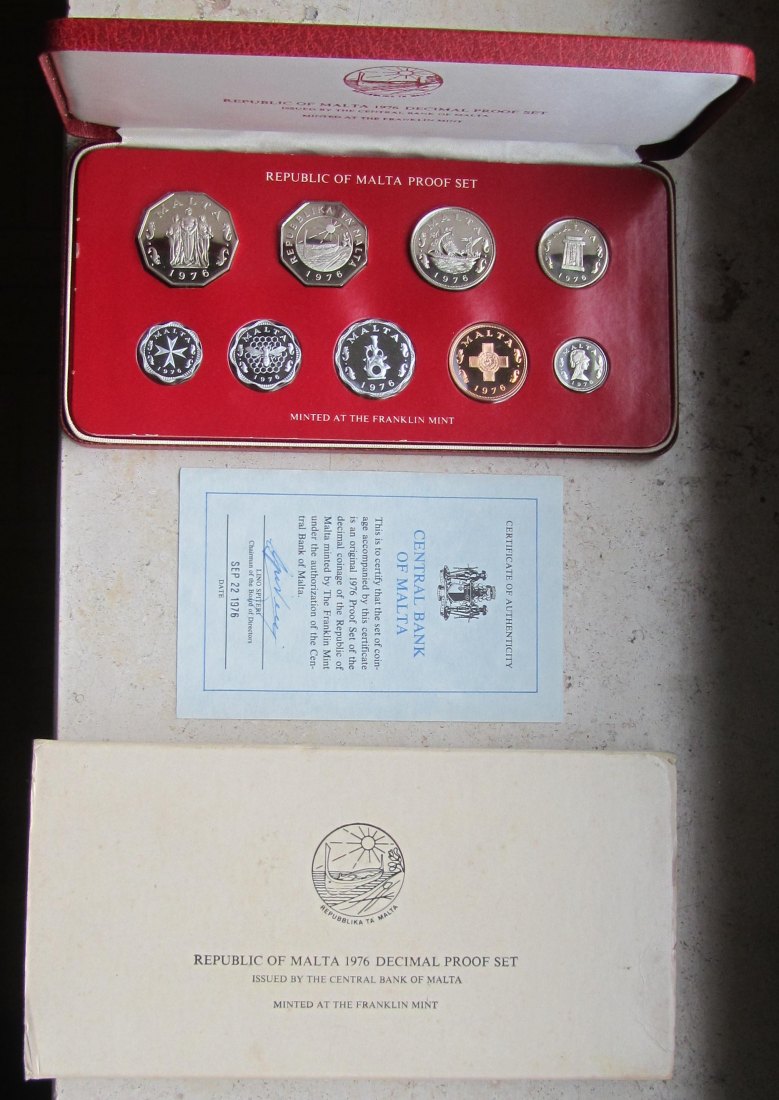 REPUBLIC OF MALTA 1976 DECIMAL PROOF SET
ISSUED BY THE CENTRAL BANK OF MALTA
MINTED AT THE FRANKLIN MINT
REPUBLIC OF MALTA PROOF SET
MALTA
1976
REPUBBLIKA TA' MALTA
1976
MALTA
1976
MALTA
1976
MALTA
1976
MALTA
1976
MALTA
1976
MALTA
1976
MALTA
1976
MINTED AT THE FRANKLIN MINT
CERTIFICATE OF AUTHENTICITY
CENTRAL BANK
OF MALTA
This is to certify that the set of coin-
age accompanied by this certificate
is an original 1976 Proof Set of the
decimal coinage of the Republic of
Malta minted by The Franklin Mint
under the authorization of the Cen-
tral Bank of Malta.
LINO SPITERI
Chairman of the Board of Directors
SEP 22 1976
DATE
REPUBBLIKA TA MALTA
REPUBLIC OF MALTA 1976 DECIMAL PROOF SET
ISSUED BY THE CENTRAL BANK OF MALTA
MINTED AT THE FRANKLIN MINT